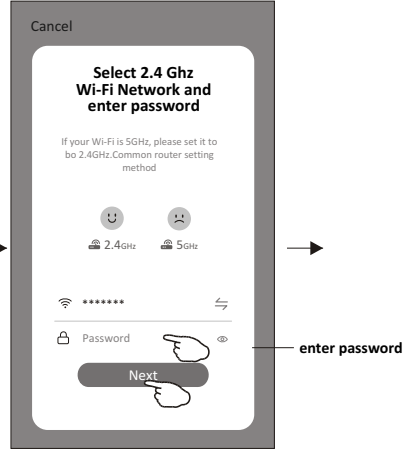 Cancel
Select 2.4 Ghz
Wi-Fi Network and
enter password
If your Wi-Fi is 5GHz, please set it to
bo 2.4GHz.Common router setting
method
2.4GHz 5GHz
*******
Password
enter password
Next